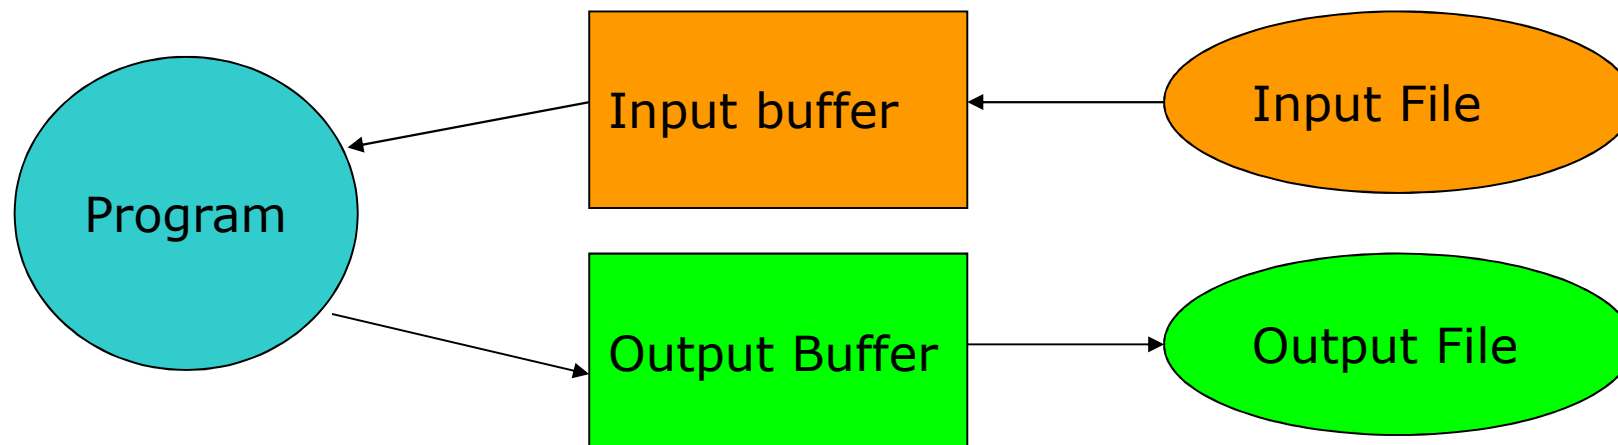 Input buffer
Input File
Program
Output Buffer
Output File